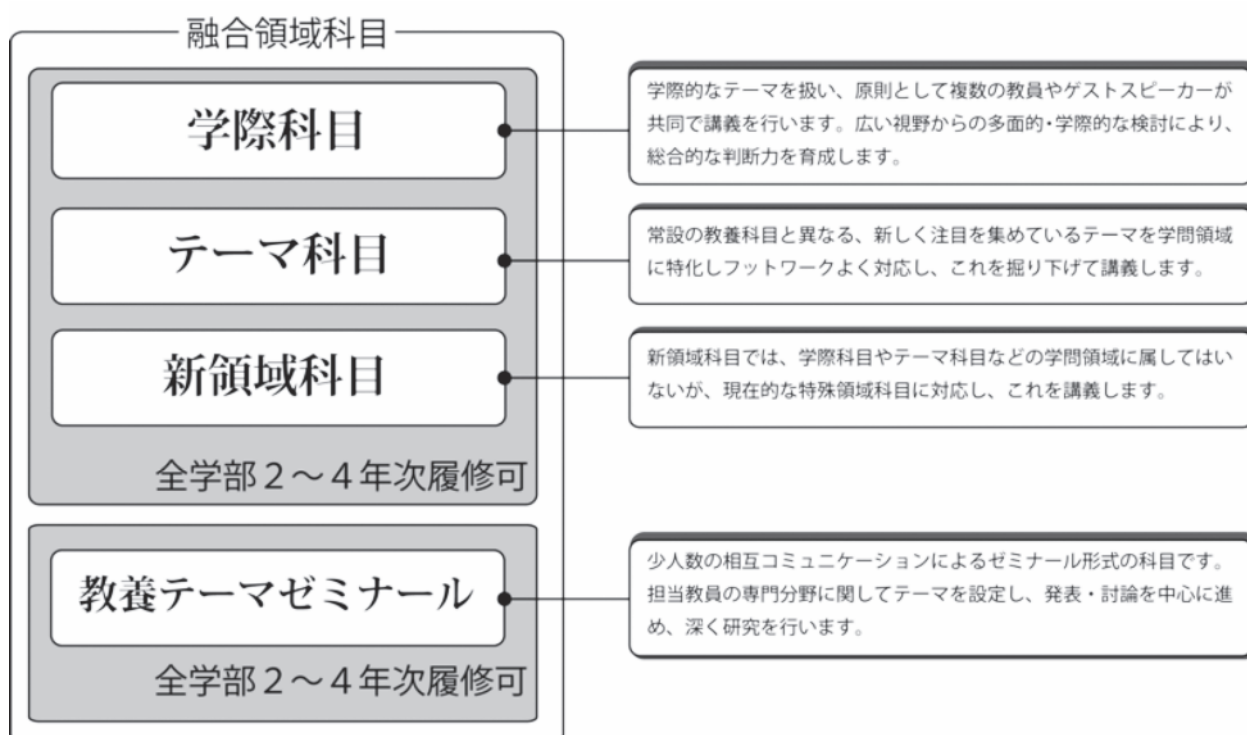 融合領域科目
学際科目
学際的なテーマを扱い、原則として複数の教員やゲストスピーカーが
共同で講義を行います。広い視野からの多面的・学際的な検討により、
総合的な判断力を育成します。
テーマ科目
常設の教養科目と異なる、新しく注目を集めているテーマを学問領域
に特化しフットワークよく対応し、これを掘り下げて講義します。
新領域科目
新領域科目では、学際科目やテーマ科目などの学問領域に属してはい
ないが、現在的な特殊領域科目に対応し、これを講義します。
全学部２～４年次履修可
教養テーマゼミナール
少人数の相互コミュニケーションによるゼミナール形式の科目です。
担当教員の専門分野に関してテーマを設定し、発表・討論を中心に進
め、深く研究を行います。
全学部２～４年次履修可